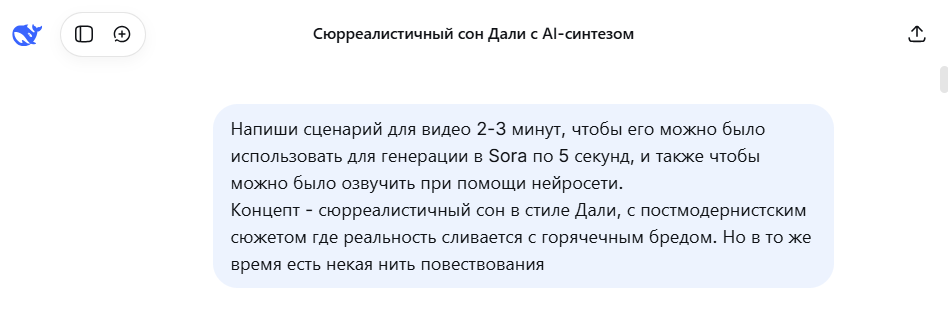 Сюрреалистичный сон Дали с AI-синтезом
Напиши сценарий для видео 2-3 минут, чтобы его можно было
использовать для генерации в Sora по 5 секунд, и также чтобы
можно было озвучить при помощи нейросети.
Концепт - сюрреалистичный сон в стиле Дали, с постмодернистским
сюжетом где реальность сливается с горячечным бредом. Но в то же
время есть некая нить повествования